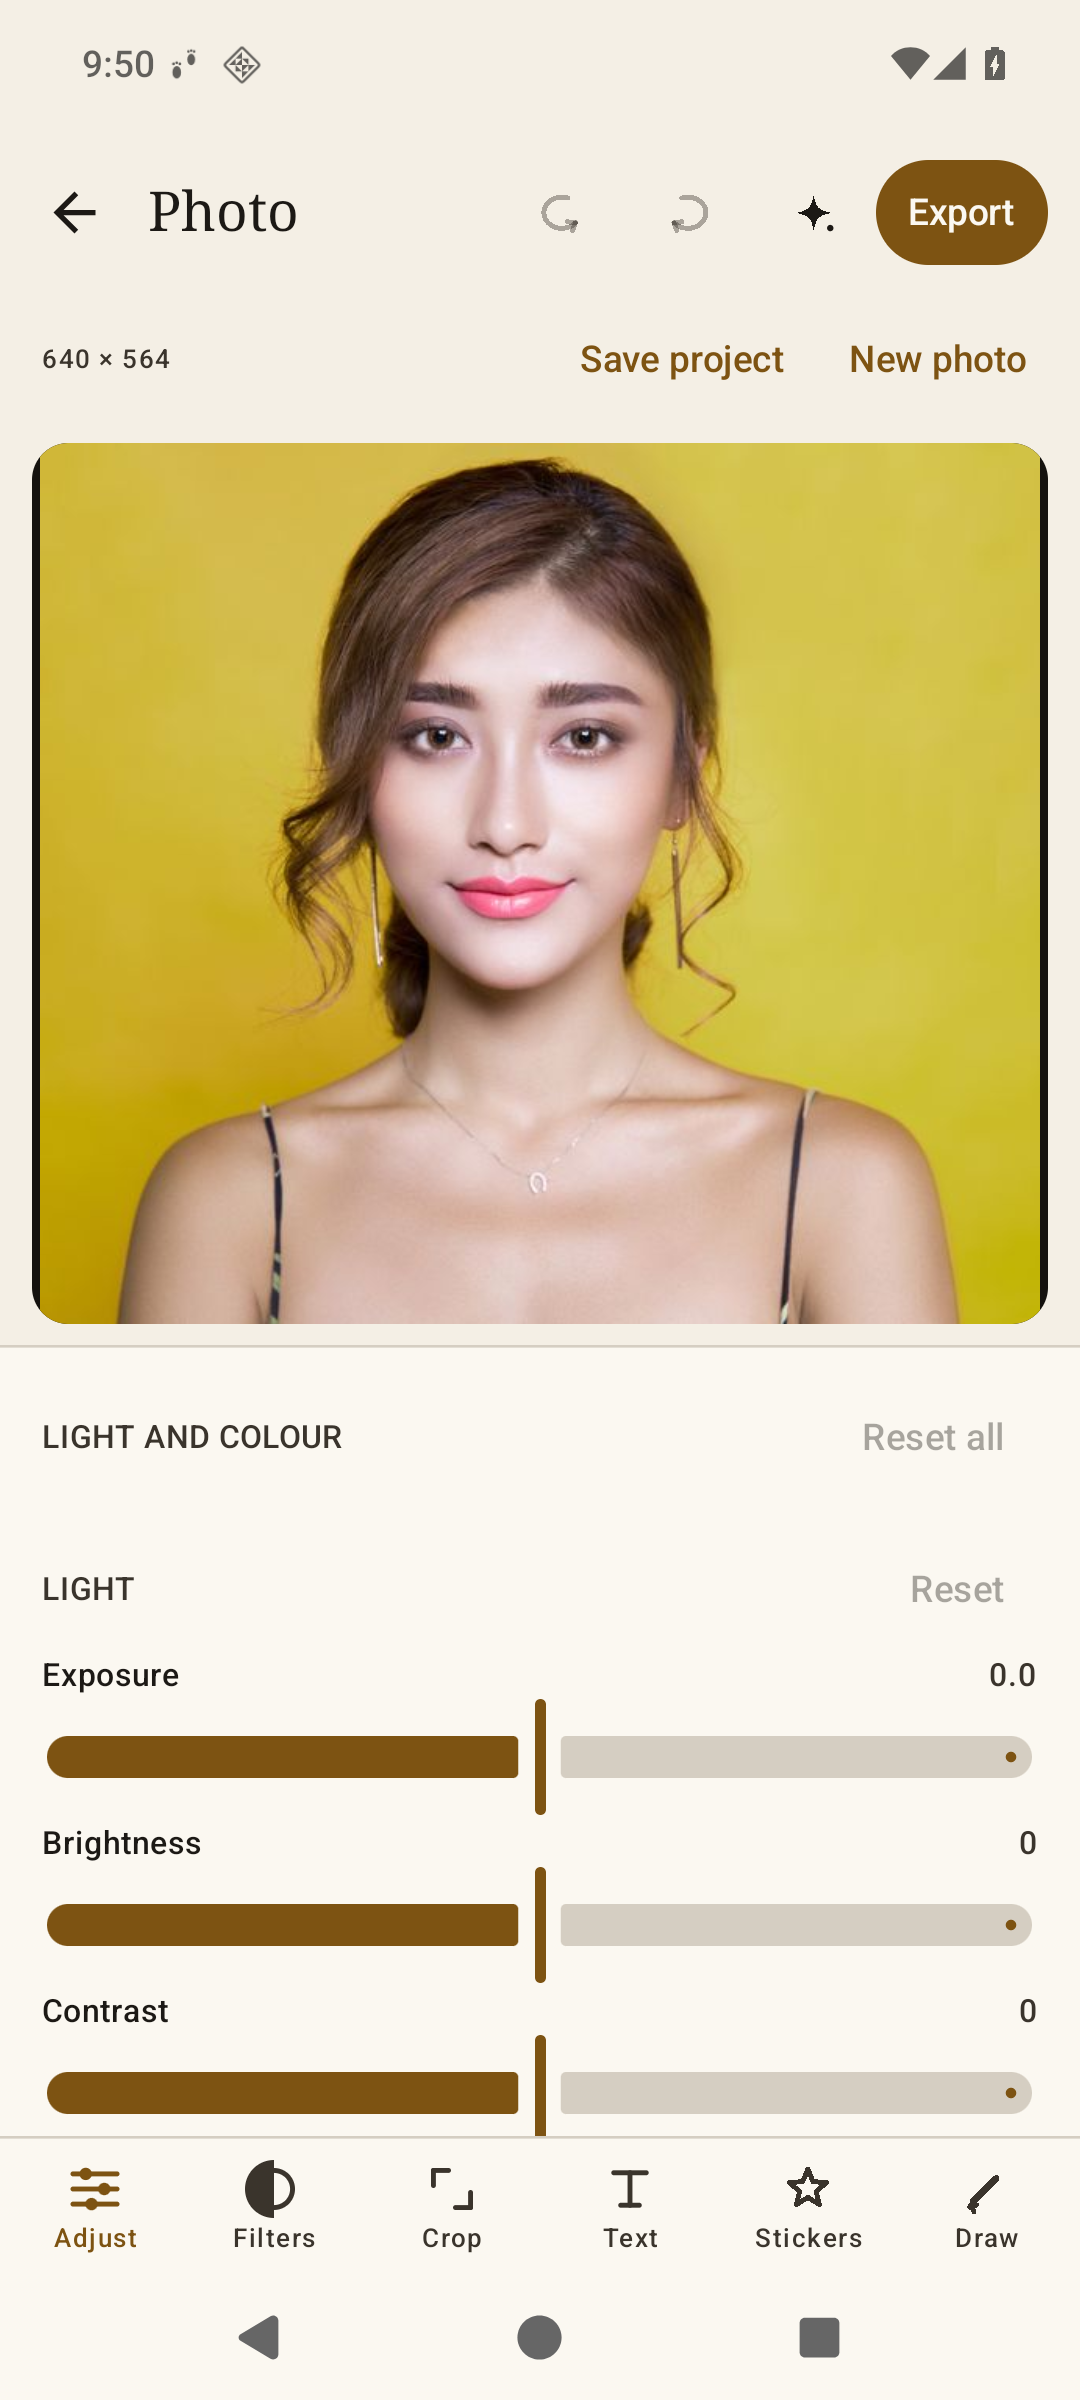 9:50
Photo
Export
640 × 564
Save project
New photo
LIGHT AND COLOUR
Reset all
LIGHT
Reset
Exposure
0.0
Brightness
0
Contrast
0
Adjust
Filters
Crop
Text
Stickers
Draw